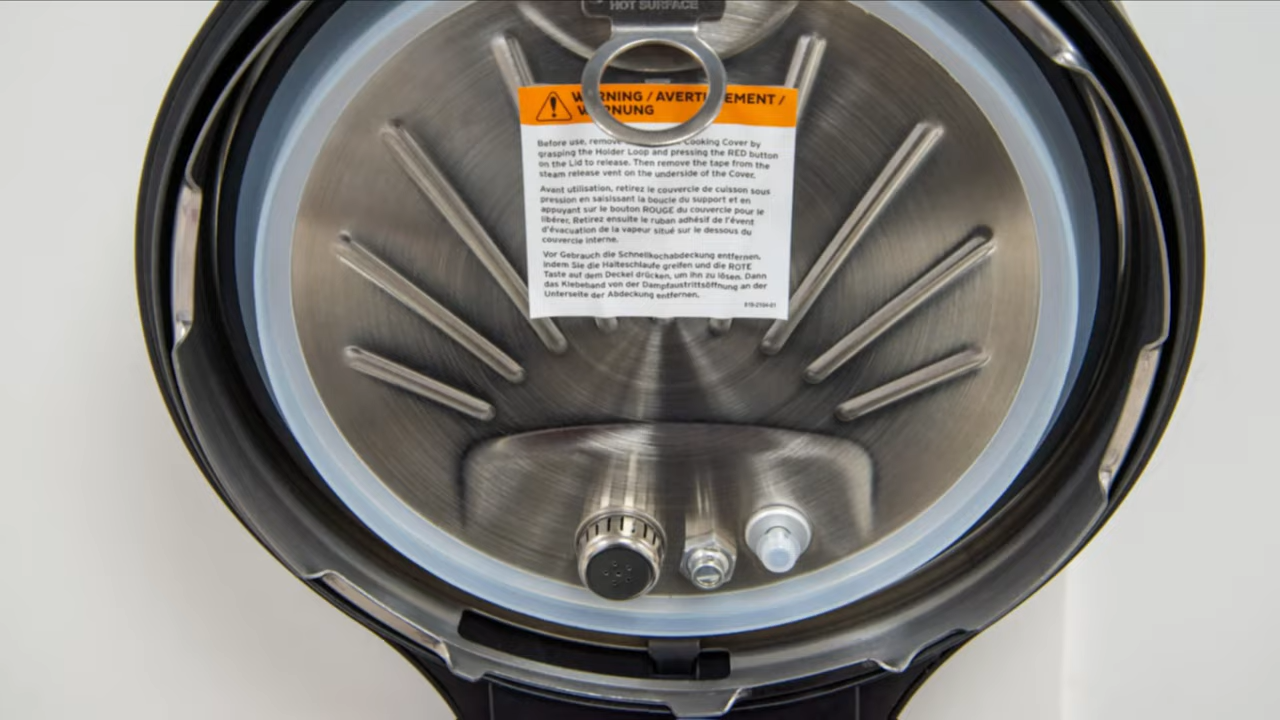 HOT SURFACE
WARNING / AVERTISSEMENT /
WARNUNG
Before use, remove Cooking Cover by
grasping the Holder Loop and pressing the RED button
on the Lid to release. Then remove the tape from the
steam release vent on the underside of the Cover.
Avant utilisation, retirez le couvercle de cuisson sous
pression en saisissant la boucle du support et en
appuyant sur le bouton ROUGE du couvercle pour le
libérer. Retirez ensuite le ruban adhésif de l'évent
d'évacuation de la vapeur situé sur le dessous du
couvercle interne.
Vor Gebrauch die Schnellkochabdeckung entfernen,
indem Sie die Halteschlaufe greifen und die ROTE
Taste auf dem Deckel drücken, um ihn zu lösen. Dann
das Klebeband von der Dampfaustrittsöffnung an der
Unterseite der Abdeckung entfernen.